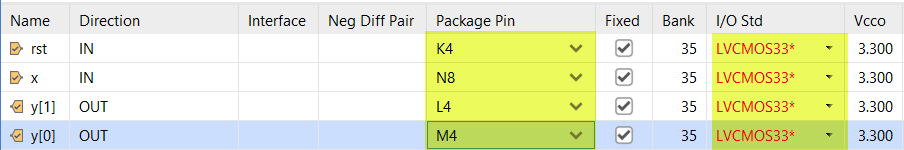 Name Direction Interface Neg Diff Pair Package Pin Fixed Bank I/O Std Vcco
rst IN K4 35 LVCMOS33* 3.300
x IN N8 35 LVCMOS33* 3.300
y[1] OUT L4 35 LVCMOS33* 3.300
y[0] OUT M4 35 LVCMOS33* 3.300